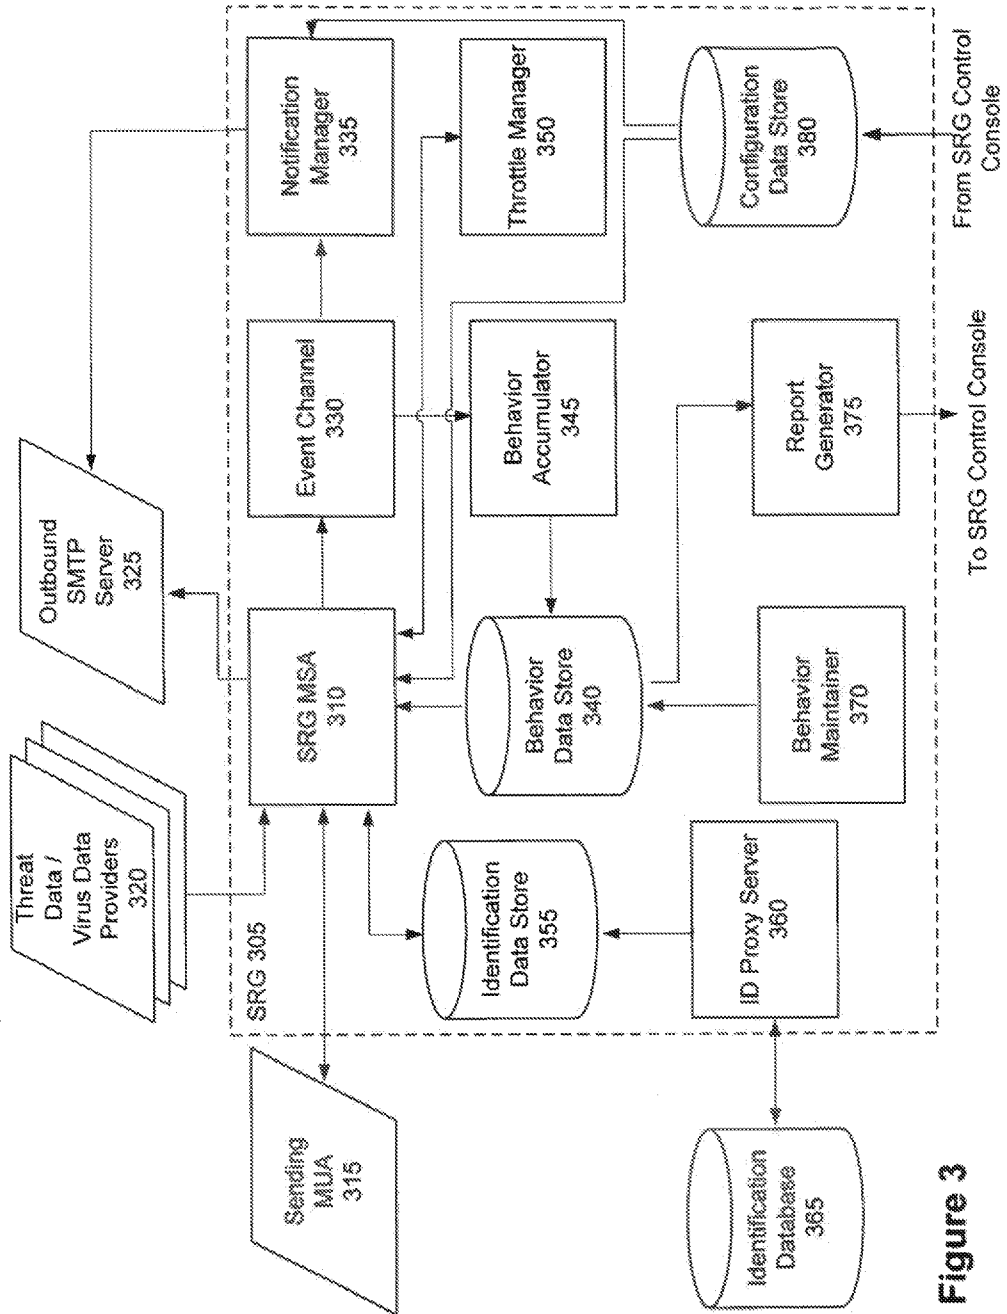 Threat
Data /
Virus Data
Providers
320
Outbound
SMTP
Server
325
SRG 305
Sending
MUA
315
SRG MSA
310
Event Channel
330
Notification
Manager
335
Identification
Data Store
355
Behavior
Data Store
340
Behavior
Accumulator
345
Throttle Manager
350
Identification
Database
365
ID Proxy Server
360
Behavior
Maintainer
370
Report
Generator
375
Configuration
Data Store
380
To SRG Control Console
From SRG Control
Console
Figure 3